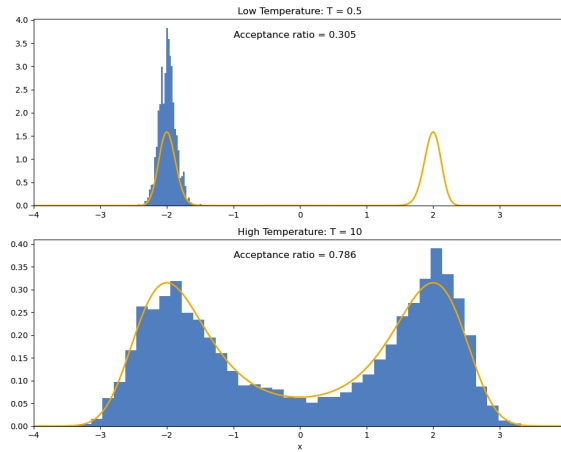 Low Temperature: T = 0.5
Acceptance ratio = 0.305
4.0
3.5
3.0
2.5
2.0
1.5
1.0
0.5
0.0
−4 −3 −2 −1 0 1 2 3
High Temperature: T = 10
Acceptance ratio = 0.786
0.40
0.35
0.30
0.25
0.20
0.15
0.10
0.05
0.00
−4 −3 −2 −1 0 1 2 3
x